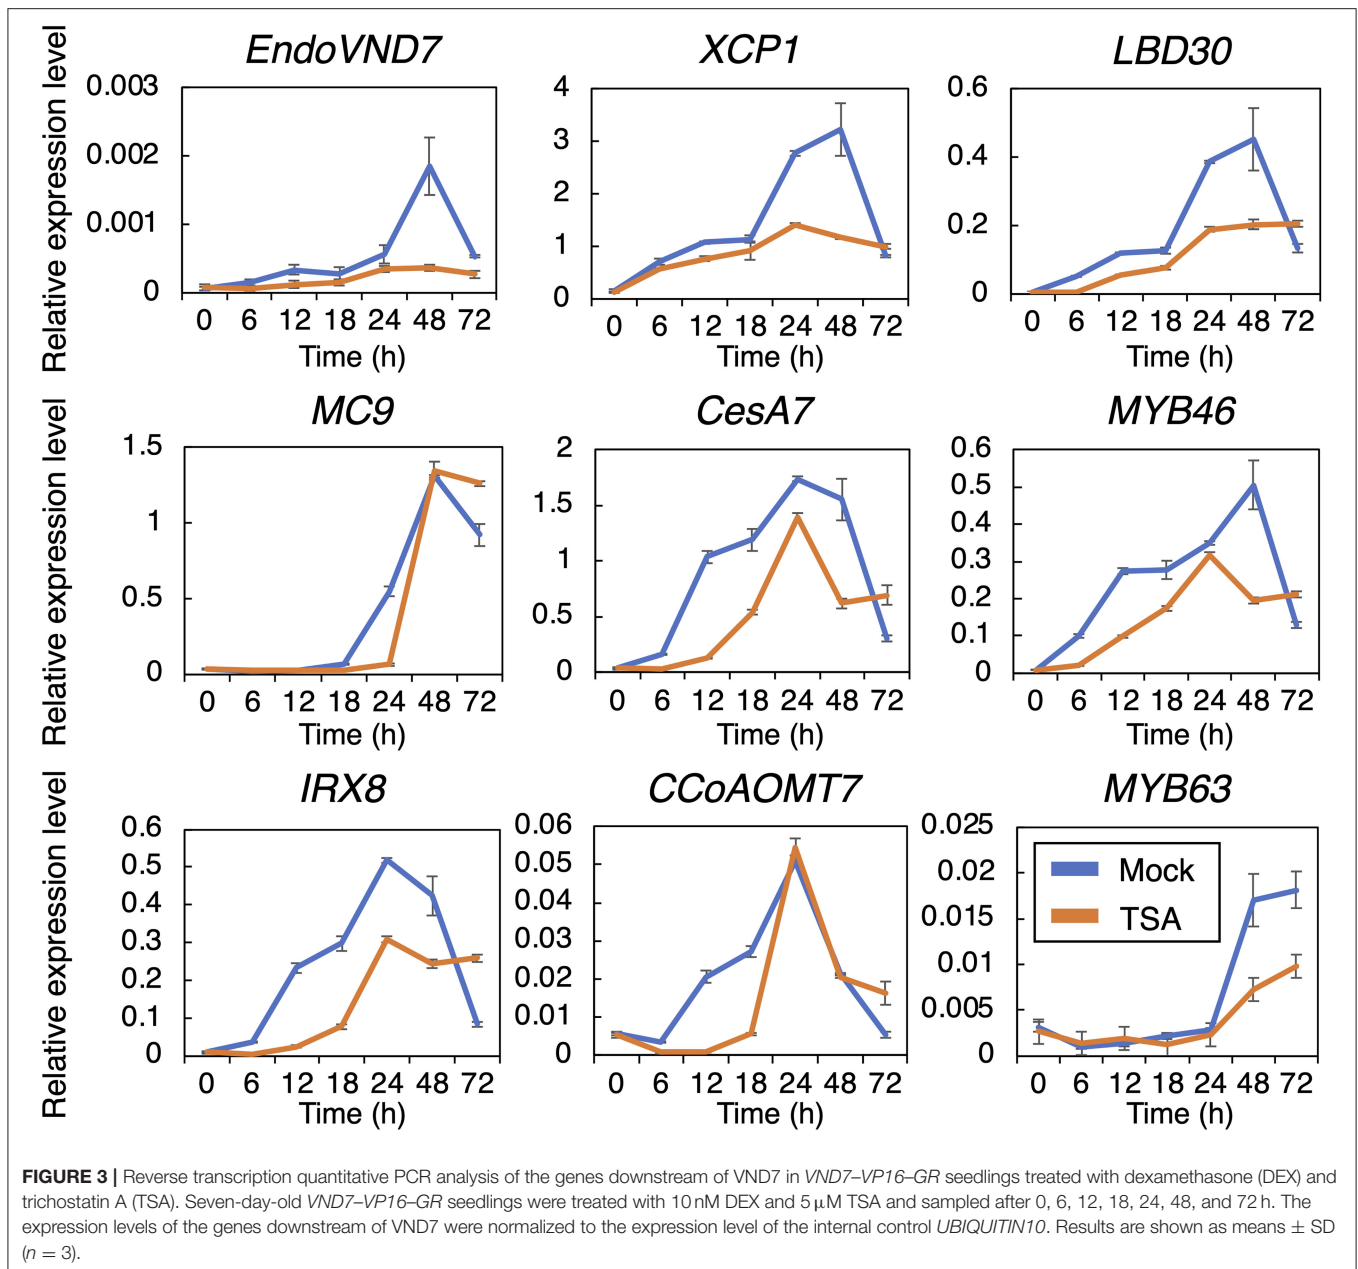 EndoVND7 XCP1 LBD30
Relative expression level
0.003 4 0.6
0.002 3 0.4
0.001 2 0.2
0 1 0
0
0 6 12 18 24 48 72 0 6 12 18 24 48 72 0 6 12 18 24 48 72
Time (h) Time (h) Time (h)
MC9 CesA7 MYB46
Relative expression level
1.5 2 0.6
1 1.5 0.5
0.5 1 0.4
0 0.5 0.3
0 0.2
0.1
0
0 6 12 18 24 48 72 0 6 12 18 24 48 72 0 6 12 18 24 48 72
Time (h) Time (h) Time (h)
IRX8 CCoAOMT7 MYB63
Relative expression level
0.6 0.06 0.025
0.5 0.05 0.02
0.4 0.04 0.015
0.3 0.03 0.01
0.2 0.02 0.005
0.1 0.01 0
0 0
Mock
TSA
0 6 12 18 24 48 72 0 6 12 18 24 48 72 0 6 12 18 24 48 72
Time (h) Time (h) Time (h)
FIGURE 3 | Reverse transcription quantitative PCR analysis of the genes downstream of VND7 in VND7–VP16–GR seedlings treated with dexamethasone (DEX) and
trichostatin A (TSA). Seven-day-old VND7–VP16–GR seedlings were treated with 10 nM DEX and 5 μM TSA and sampled after 0, 6, 12, 18, 24, 48, and 72 h. The
expression levels of the genes downstream of VND7 were normalized to the expression level of the internal control UBIQUITIN10. Results are shown as means ± SD
(n = 3).